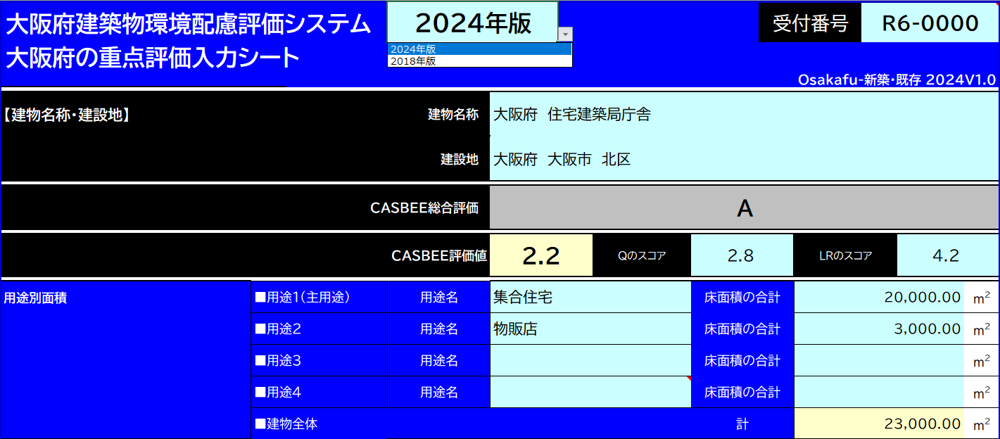 大阪府建築物環境配慮評価システム
2024年版
受付番号 R6-0000
大阪府の重点評価入力シート
2024年版
2018年版
Osakafu-新築・既存 2024V1.0
【建物名称・建設地】 建物名称 大阪府 住宅建築局庁舎
建設地 大阪府 大阪市 北区
CASBEE総合評価 A
CASBEE評価値 2.2 Qのスコア 2.8 LRのスコア 4.2
用途別面積 ■用途1(主用途) 用途名 集合住宅 床面積の合計 20,000.00 m²
■用途2 用途名 物販店 床面積の合計 3,000.00 m²
■用途3 用途名 床面積の合計 m²
■用途4 用途名 床面積の合計 m²
■建物全体 計 23,000.00 m²